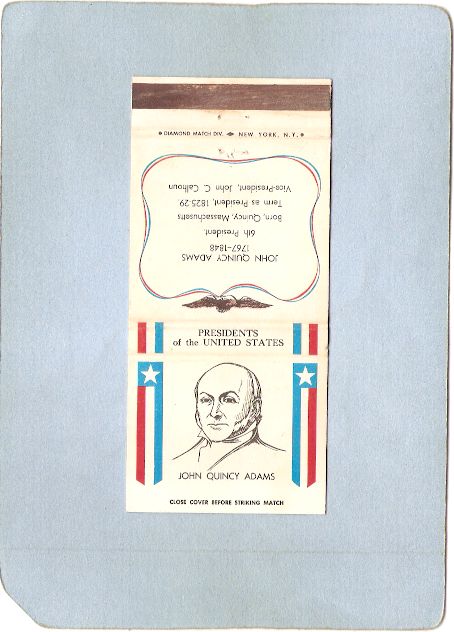 DIAMOND MATCH DIV. NEW YORK, N.Y.
JOHN QUINCY ADAMS
1767-1848
6th President.
Born, Quincy, Massachusetts
Term as President, 1825-29.
Vice-President, John C. Calhoun
PRESIDENTS
of the UNITED STATES
JOHN QUINCY ADAMS
CLOSE COVER BEFORE STRIKING MATCH